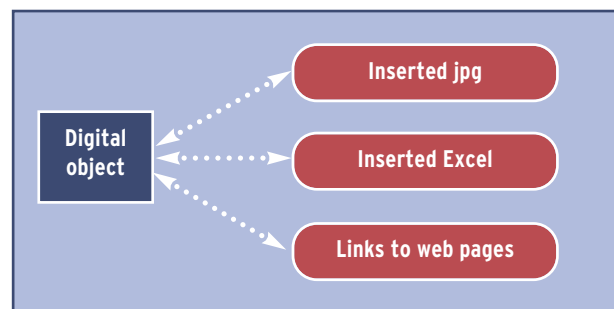 Digital
object
Inserted jpg
Inserted Excel
Links to web pages